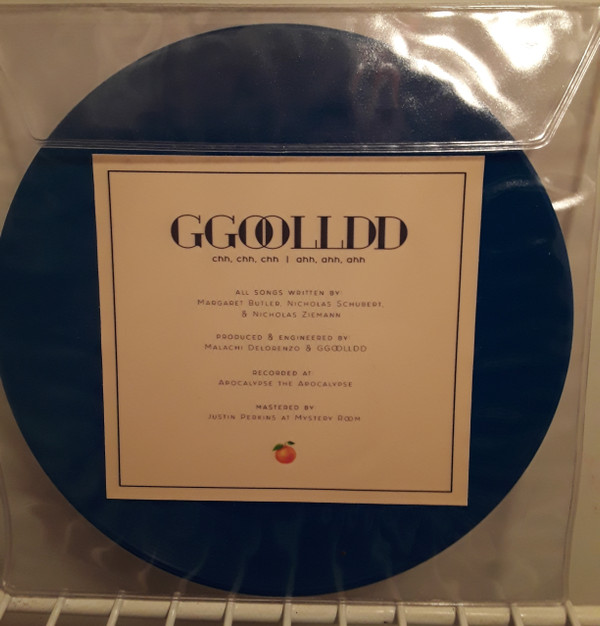 GGOOLLDD
chh, chh, chh | ahh, ahh, ahh
ALL SONGS WRITTEN BY:
MARGARET BUTLER, NICHOLAS SCHUBERT,
& NICHOLAS ZIEMANN
PRODUCED & ENGINEERED BY:
MALACHI DELORENZO & GGOOLLDD
RECORDED AT:
APOCALYPSE THE APOCALYPSE
MASTERED BY:
JUSTIN PERKINS AT MYSTERY ROOM